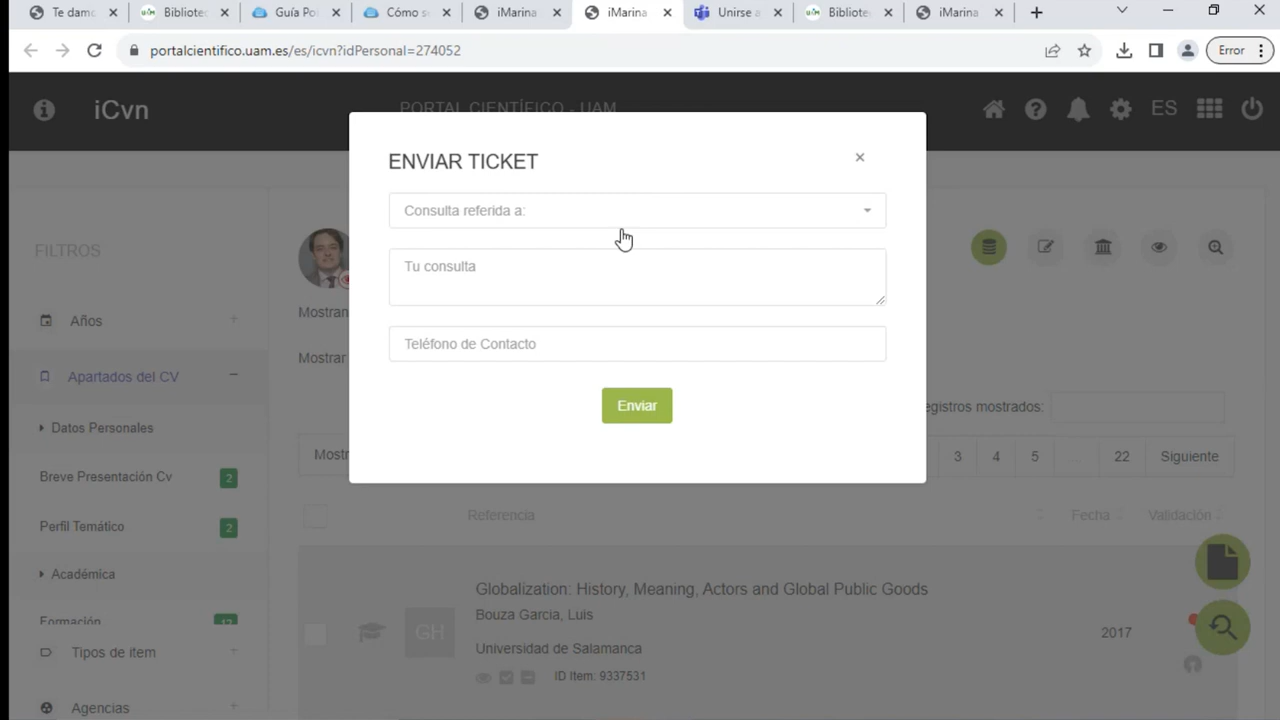 Te damo
Bibliote
Guía Po
Cómo s
iMarina
iMarina
Unirse a
Bibliote
iMarina
portalcientifico.uam.es/es/icvn?idPersonal=274052
Error
iCvn
PORTAL CIENTÍFICO - UAM
ES
ENVIAR TICKET
Consulta referida a:
Tu consulta
Teléfono de Contacto
Enviar
FILTROS
Años
Apartados del CV
Datos Personales
Breve Presentación Cv 2
Perfil Temático 2
Académica
Formación
Tipos de ítem
Agencias
Mostran
Mostrar
egistros mostrados:
Mostr
3 4 5 ... 22 Siguiente
Referencia Fecha Validación
Globalization: History, Meaning, Actors and Global Public Goods
GH
Bouza Garcia, Luis
2017
Universidad de Salamanca
ID Item: 9337531